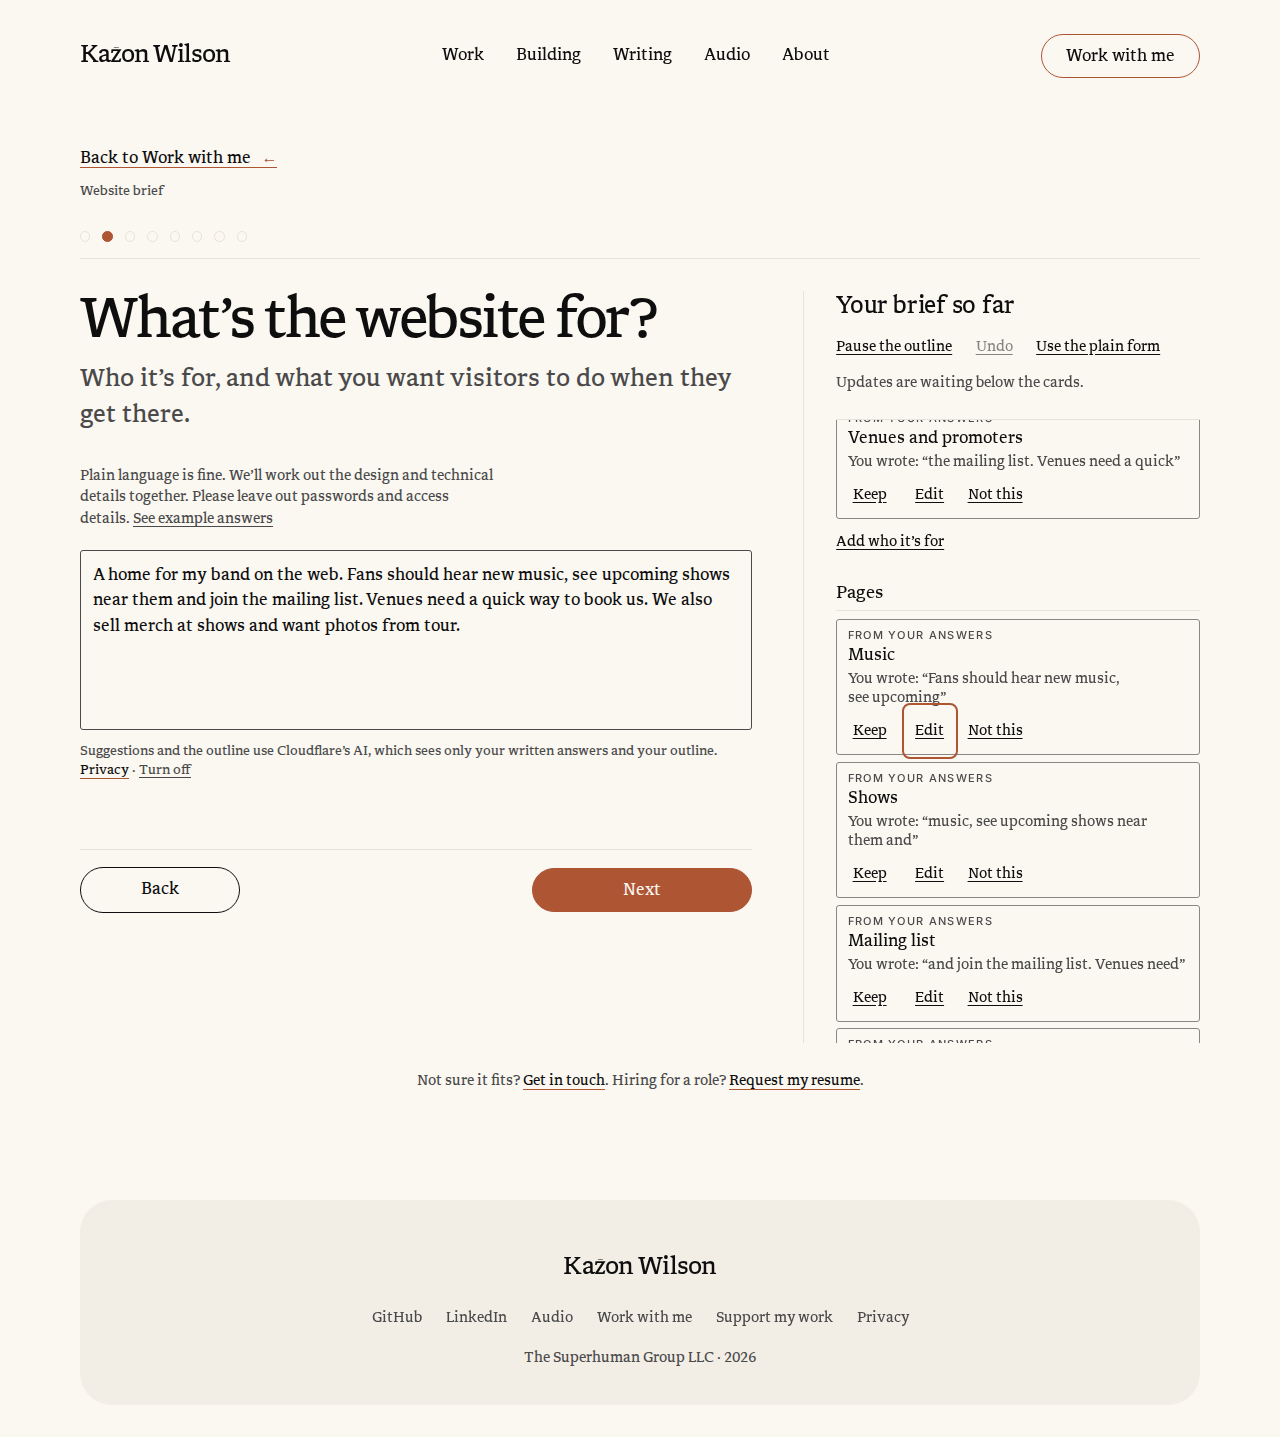 Kažon Wilson
Work
Building
Writing
Audio
About
Work with me
Back to Work with me ←
Website brief
What’s the website for?
Who it’s for, and what you want visitors to do when they
get there.
Plain language is fine. We’ll work out the design and technical
details together. Please leave out passwords and access
details. See example answers
A home for my band on the web. Fans should hear new music, see upcoming shows
near them and join the mailing list. Venues need a quick way to book us. We also
sell merch at shows and want photos from tour.
Suggestions and the outline use Cloudflare’s AI, which sees only your written answers and your outline.
Privacy · Turn off
Back
Next
Your brief so far
Pause the outline
Undo
Use the plain form
Updates are waiting below the cards.
FROM YOUR ANSWERS
Venues and promoters
You wrote: “the mailing list. Venues need a quick”
Keep
Edit
Not this
Add who it’s for
Pages
FROM YOUR ANSWERS
Music
You wrote: “Fans should hear new music,
see upcoming”
Keep
Edit
Not this
FROM YOUR ANSWERS
Shows
You wrote: “music, see upcoming shows near
them and”
Keep
Edit
Not this
FROM YOUR ANSWERS
Mailing list
You wrote: “and join the mailing list. Venues need”
Keep
Edit
Not this
FROM YOUR ANSWERS
Not sure it fits? Get in touch. Hiring for a role? Request my resume.
Kažon Wilson
GitHub
LinkedIn
Audio
Work with me
Support my work
Privacy
The Superhuman Group LLC · 2026